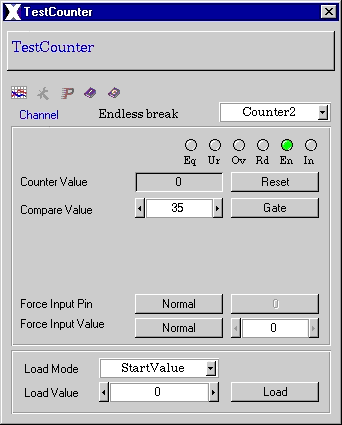 TestCounter
TestCounter
Channel Endless break Counter2
Eq Ur Ov Rd En In
Counter Value 0 Reset
Compare Value 35 Gate
Force Input Pin Normal 0
Force Input Value Normal 0
Load Mode StartValue
Load Value 0 Load